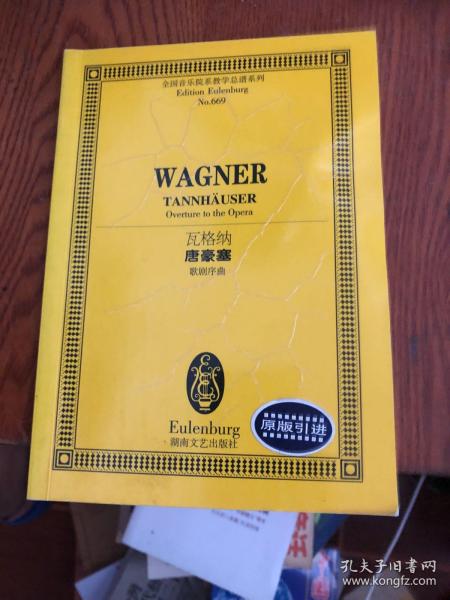 全国音乐院系教学总谱系列
Edition Eulenburg
No.669
WAGNER
TANNHÄUSER
Overture to the Opera
瓦格纳
唐豪塞
歌剧序曲
Eulenburg
湖南文艺出版社
原版引进
孔夫子旧书网
www.kongfz.com